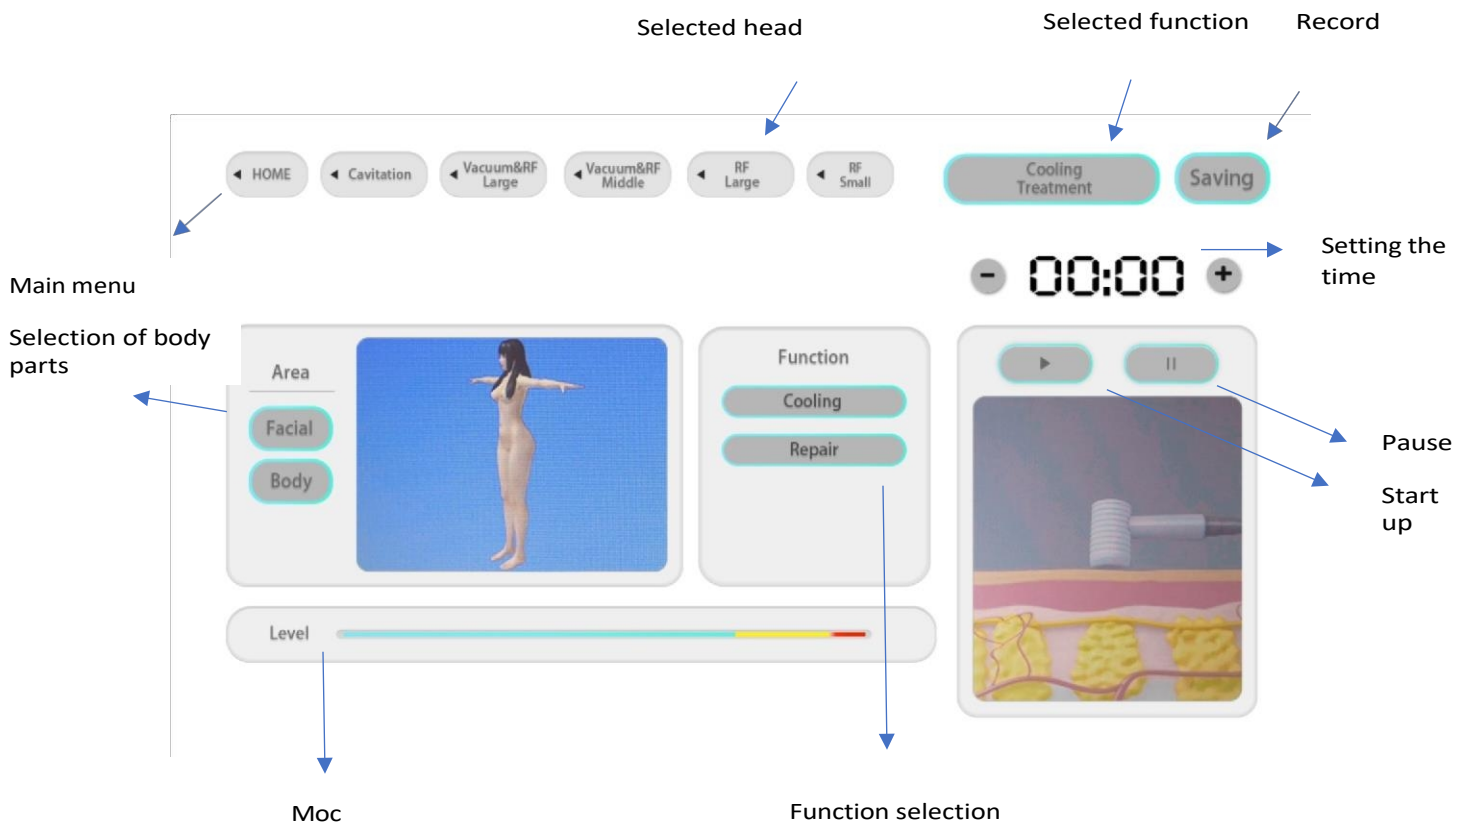 Selected head
Selected function
Record
HOME
Cavitation
Vacuum&RF
Large
Vacuum&RF
Middle
RF
Large
RF
Small
Cooling
Treatment
Saving
Setting the
time
00:00
Main menu
Selection of body
parts
Area
Facial
Body
Function
Cooling
Repair
Pause
Start
up
Level
Moc
Function selection